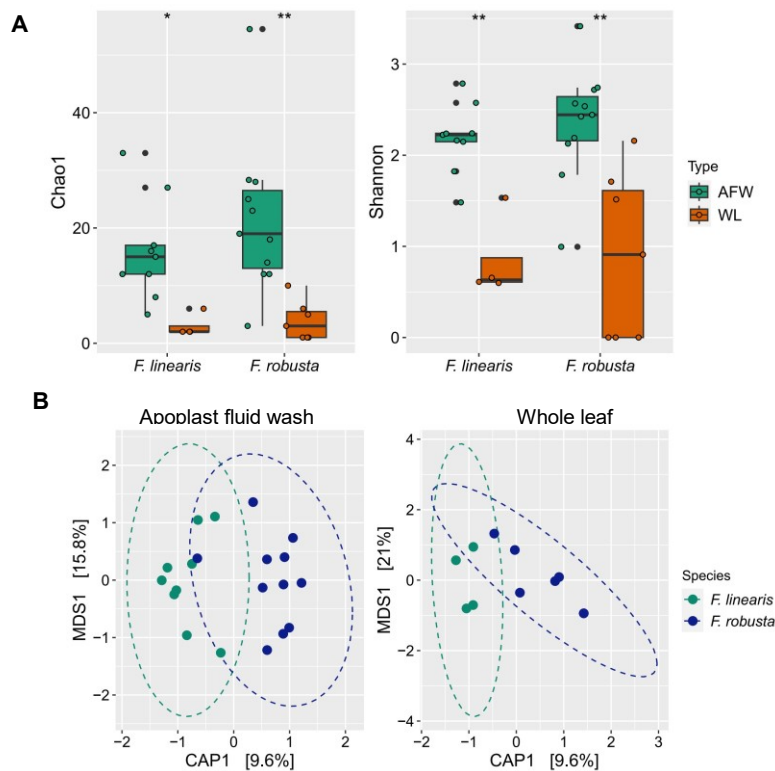 A
*
**
Chao1
40
20
0
F. linearis
F. robusta
**
**
Shannon
3
2
1
0
F. linearis
F. robusta
Type
AFW
WL
B
Apoplast fluid wash
MDS1 [15.8%]
2
1
0
−1
−2
−2
−1
0
1
2
CAP1 [9.6%]
Whole leaf
MDS1 [21%]
4
2
0
−2
−4
−2
−1
0
1
2
3
CAP1 [9.6%]
Species
F. linearis
F. robusta